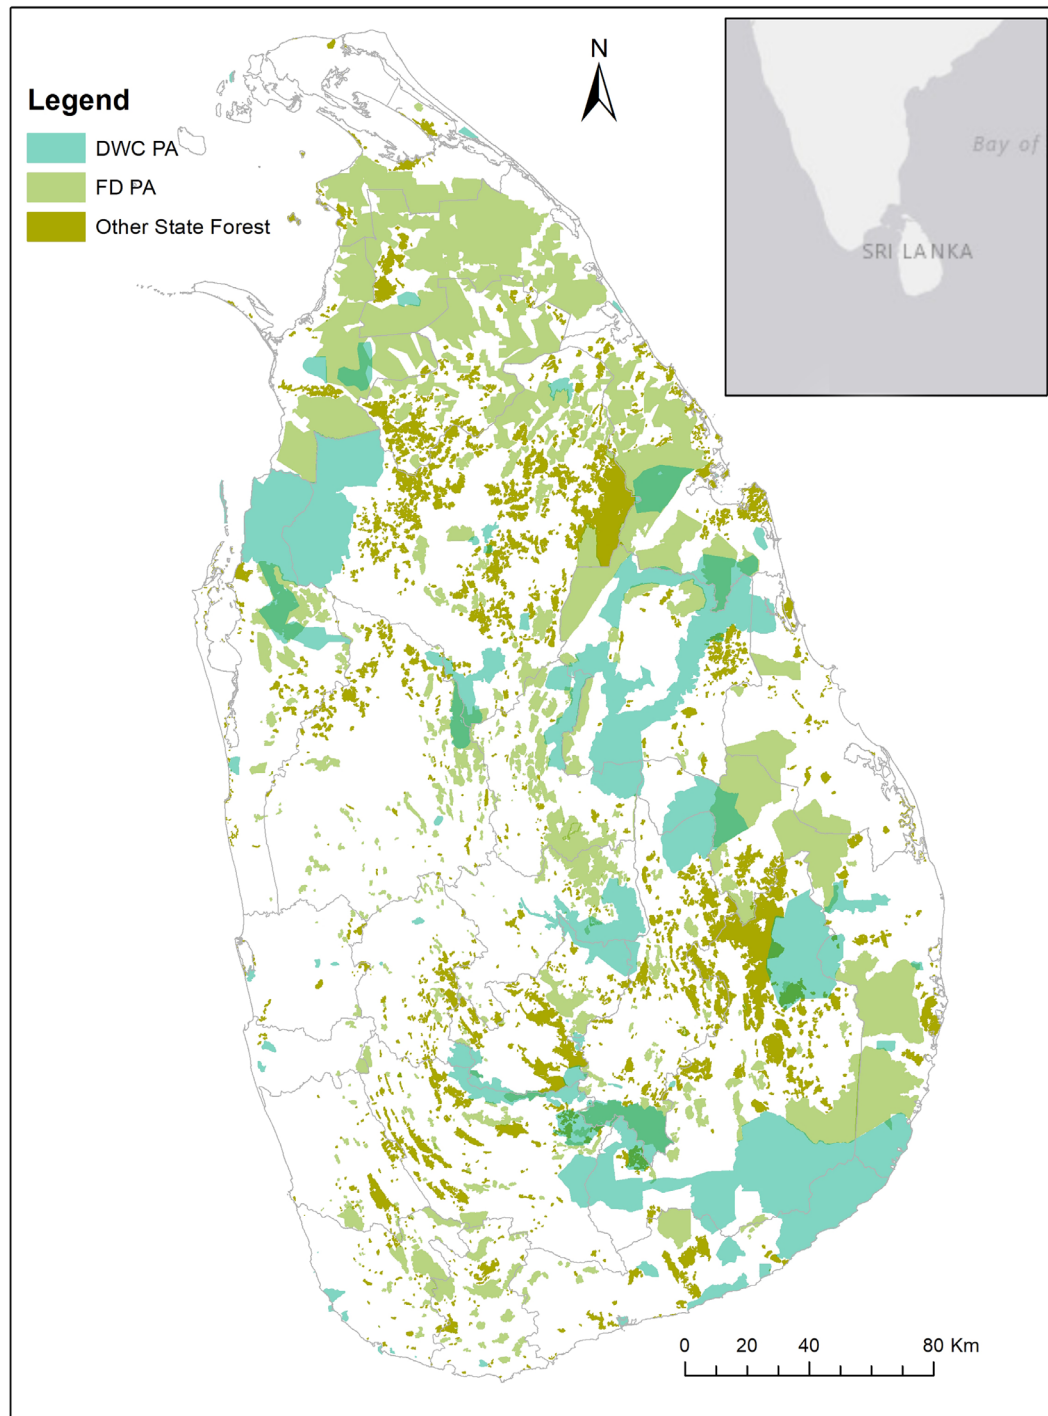 N
Legend
DWC PA
FD PA
Other State Forest
Bay of
SRI LANKA
0 20 40 80 Km